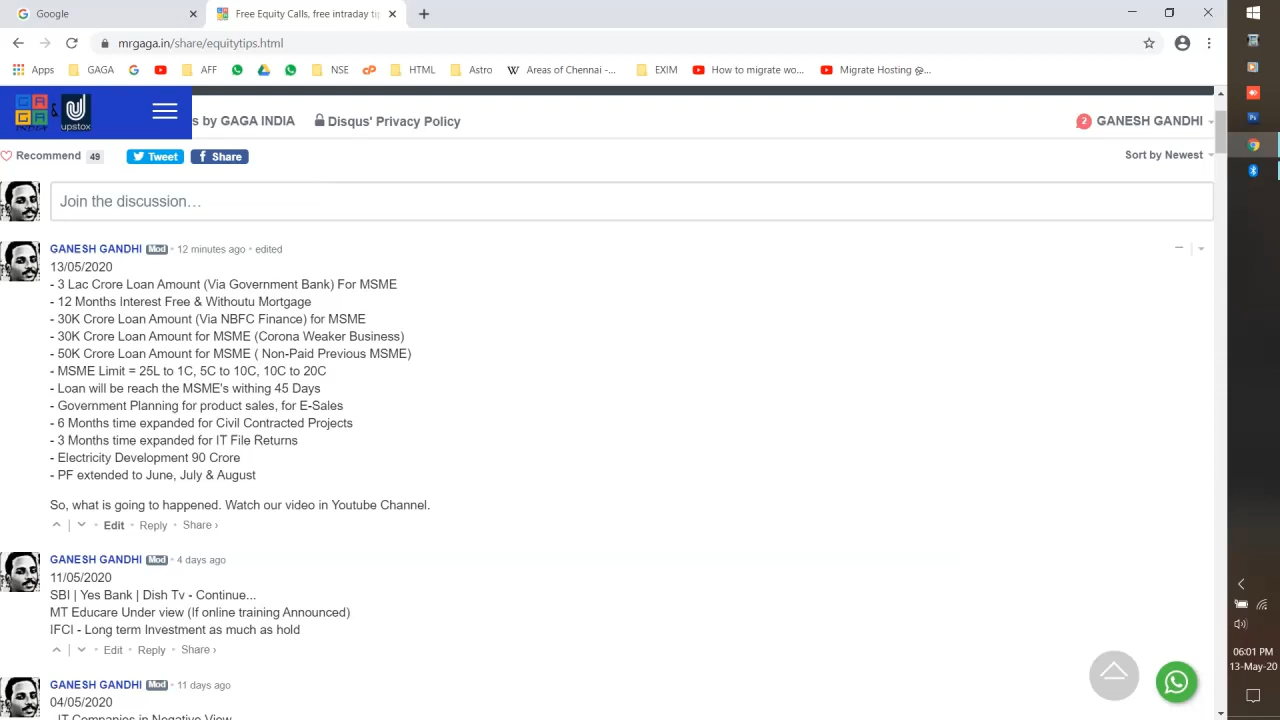 Google
Free Equity Calls, free intraday ti
mrgaga.in/share/equitytips.html
Apps GAGA AFF NSE HTML Astro Areas of Chennai -... EXIM How to migrate wo... Migrate Hosting ...
GAGA INDIA & upstox
s by GAGA INDIA Disqus' Privacy Policy 2 GANESH GANDHI
Recommend 49 Tweet f Share Sort by Newest
Join the discussion…
GANESH GANDHI Mod • 12 minutes ago • edited
13/05/2020
- 3 Lac Crore Loan Amount (Via Government Bank) For MSME
- 12 Months Interest Free & Withoutu Mortgage
- 30K Crore Loan Amount (Via NBFC Finance) for MSME
- 30K Crore Loan Amount for MSME (Corona Weaker Business)
- 50K Crore Loan Amount for MSME ( Non-Paid Previous MSME)
- MSME Limit = 25L to 1C, 5C to 10C, 10C to 20C
- Loan will be reach the MSME's withing 45 Days
- Government Planning for product sales, for E-Sales
- 6 Months time expanded for Civil Contracted Projects
- 3 Months time expanded for IT File Returns
- Electricity Development 90 Crore
- PF extended to June, July & August
So, what is going to happened. Watch our video in Youtube Channel.
• Edit • Reply • Share ›
GANESH GANDHI Mod • 4 days ago
11/05/2020
SBI | Yes Bank | Dish Tv - Continue...
MT Educare Under view (If online training Announced)
IFCI - Long term Investment as much as hold
• Edit • Reply • Share ›
GANESH GANDHI Mod • 11 days ago
04/05/2020
- IT Companies in Negative View
06:01 PM
13-May-20